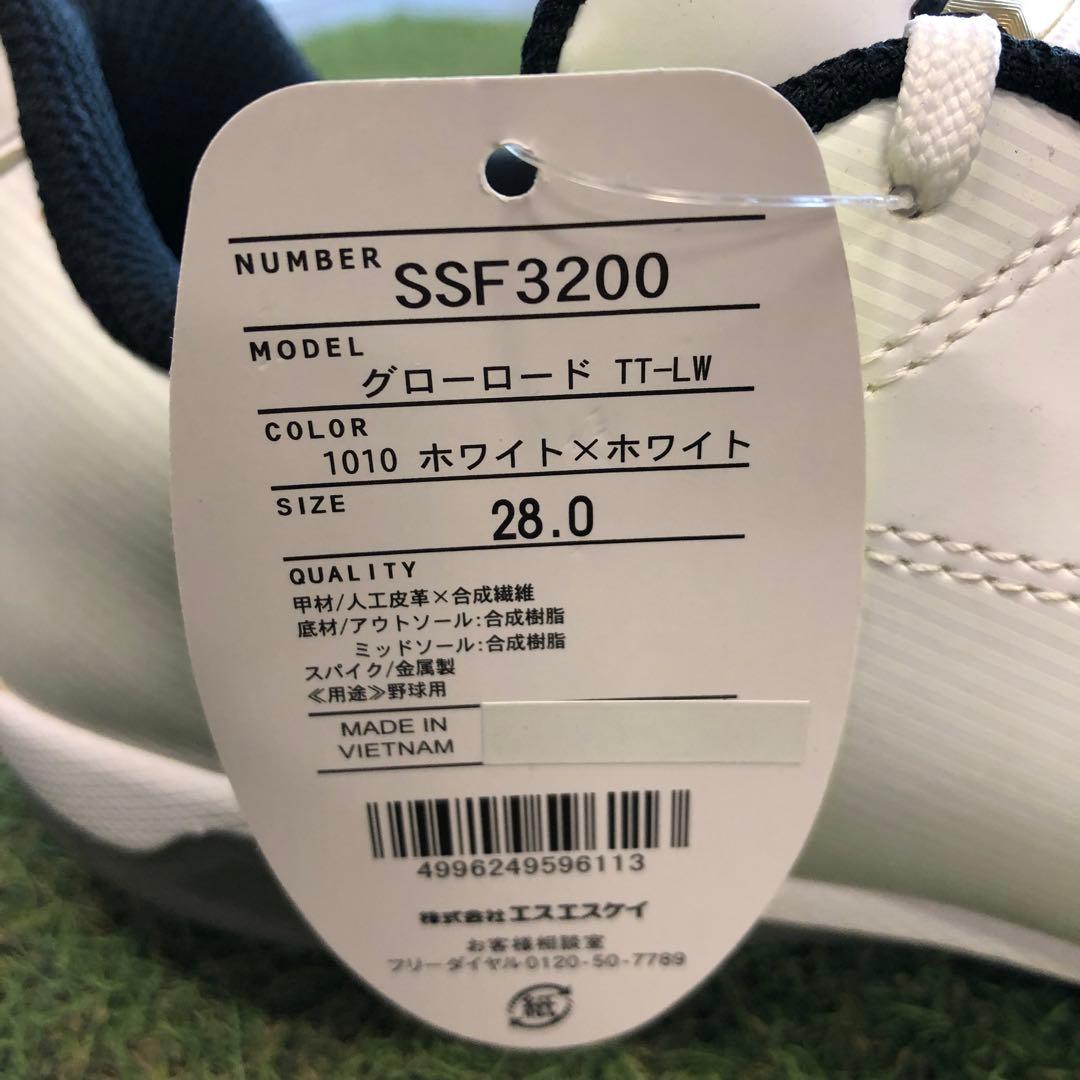 NUMBER SSF3200
MODEL
グローロード TT-LW
COLOR
1010 ホワイト×ホワイト
SIZE
28.0
QUALITY
甲材/人工皮革×合成繊維
底材/アウトソール:合成樹脂
ミッドソール:合成樹脂
スパイク/金属製
≪用途≫野球用
MADE IN
VIETNAM
4996249596113
株式会社エスエスケイ
お客様相談室
フリーダイヤル0120-50-7789
紙